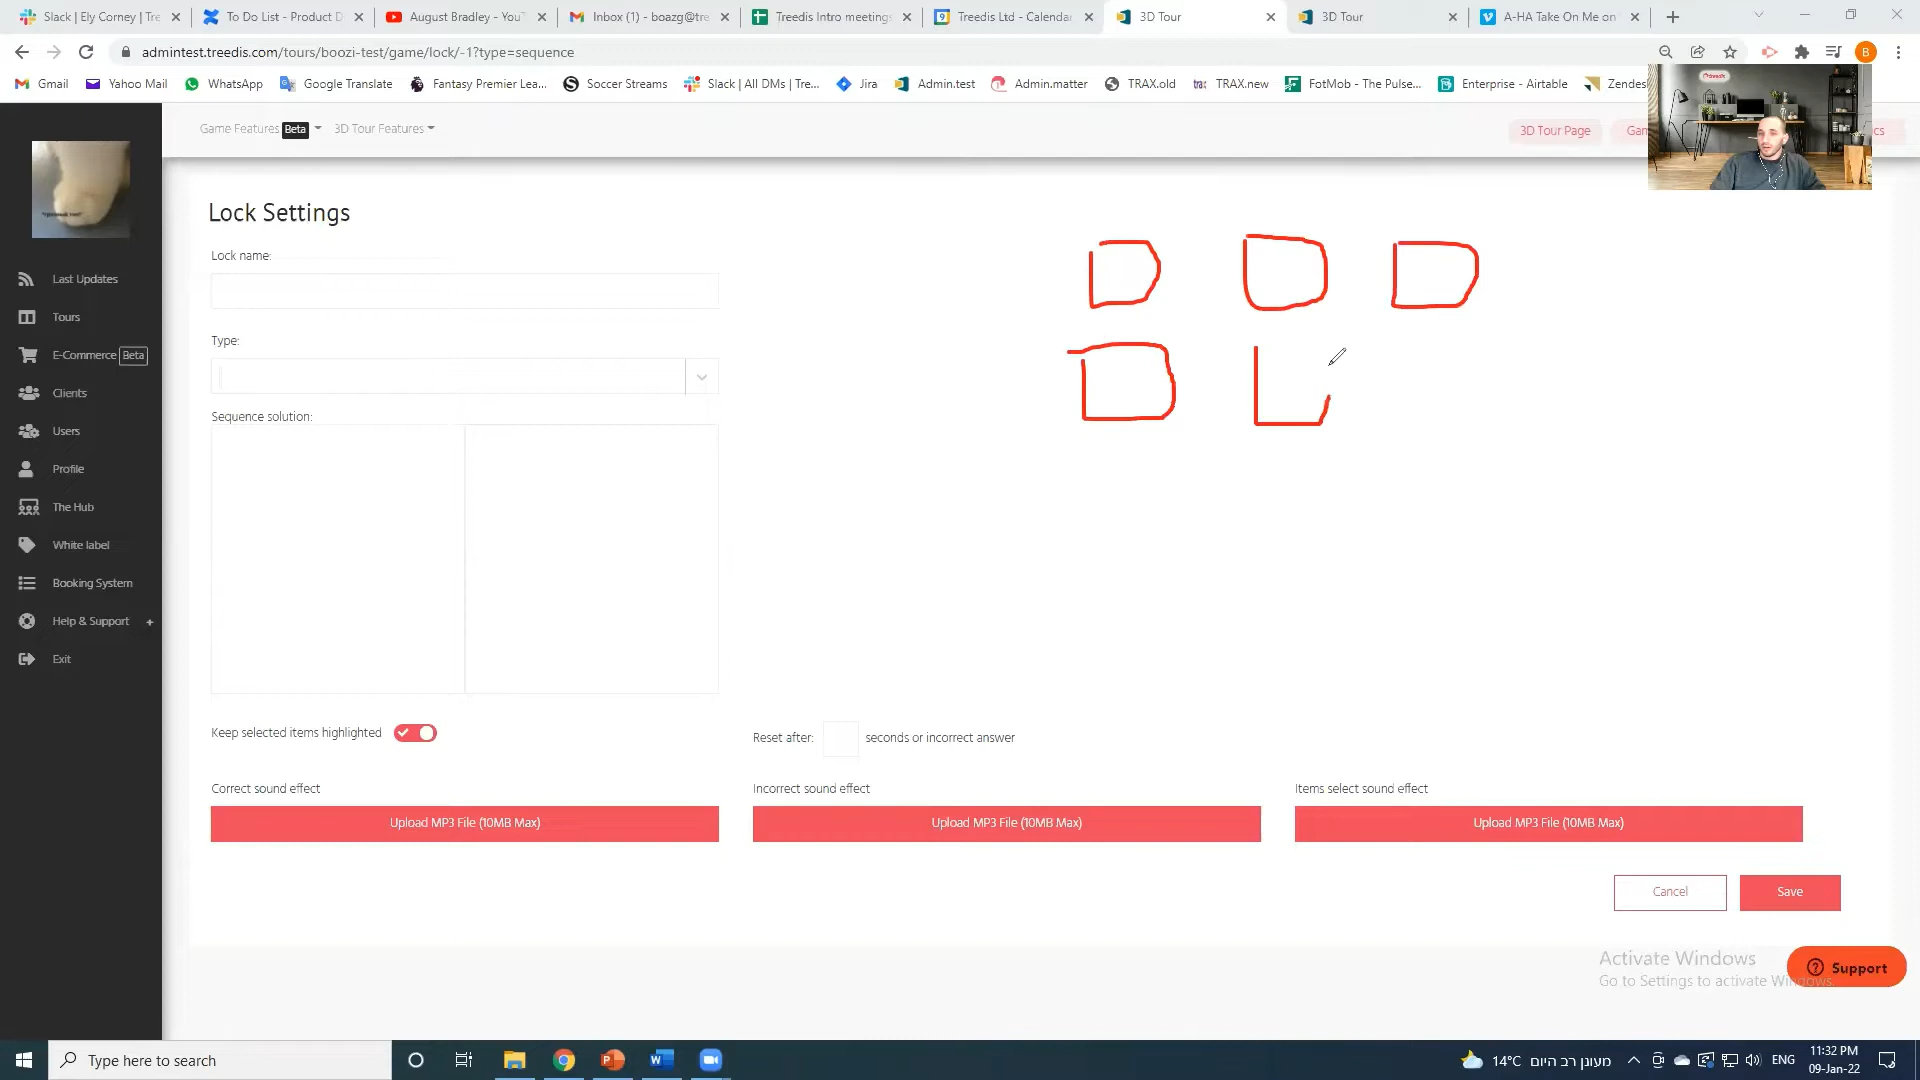 Slack | Ely Corney | Tre
To Do List - Product D
August Bradley - YouT
Inbox (1) - boazg@tre
Treedis Intro meetings
Treedis Ltd - Calenda
3D Tour
3D Tour
A-HA Take On Me on
admintest.treedis.com/tours/boozi-test/game/lock/-1?type=sequence
B
Gmail
Yahoo Mail
WhatsApp
Google Translate
Fantasy Premier Lea...
Soccer Streams
Slack | All DMs | Tre...
Jira
Admin.test
Admin.matter
TRAX.old
TRAX.new
FotMob - The Pulse...
Enterprise - Airtable
Zendes
Game Features Beta
3D Tour Features
3D Tour Page
Gam
cs
Last Updates
Tours
E-Commerce Beta
Clients
Users
Profile
The Hub
White label
Booking System
Help & Support +
Exit
Lock Settings
Lock name:
Type:
Sequence solution:
Keep selected items highlighted
Reset after:
seconds or incorrect answer
Correct sound effect
Incorrect sound effect
Items select sound effect
Upload MP3 File (10MB Max)
Upload MP3 File (10MB Max)
Upload MP3 File (10MB Max)
Cancel
Save
Activate Windows
Go to Settings to activate Windows.
Support
Type here to search
14°C מעונן רב היום
ENG
11:32 PM
09-Jan-22